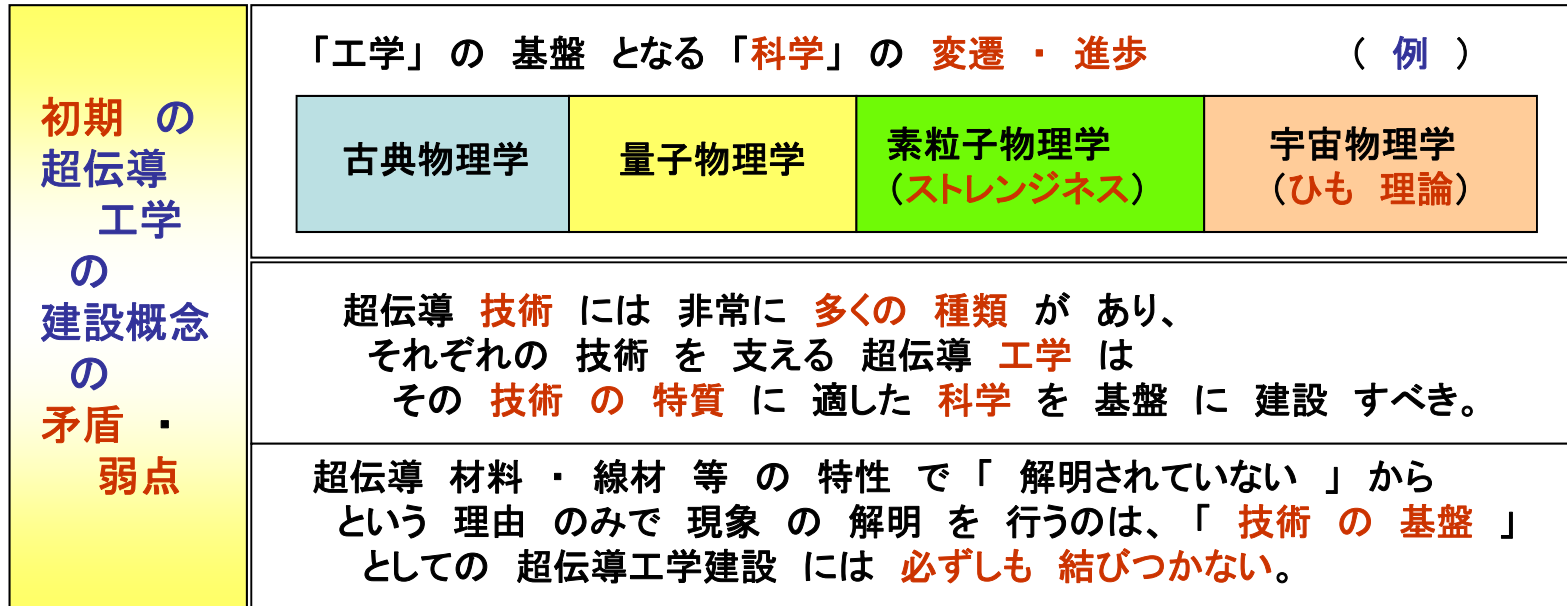 初期 の
超伝導
工学
の
建設概念
の
矛盾 ・
弱点
「工学」 の 基盤 となる 「科学」 の 変遷 ・ 進歩 （ 例 ）
古典物理学
量子物理学
素粒子物理学
（ストレンジネス）
宇宙物理学
（ひも 理論）
超伝導 技術 には 非常に 多くの 種類 が あり、
それぞれの 技術 を 支える 超伝導 工学 は
その 技術 の 特質 に 適した 科学 を 基盤 に 建設 すべき。
超伝導 材料 ・ 線材 等 の 特性 で 「 解明されていない 」 から
という 理由 のみで 現象 の 解明 を 行うのは、 「 技術 の 基盤 」
としての 超伝導工学建設 には 必ずしも 結びつかない。